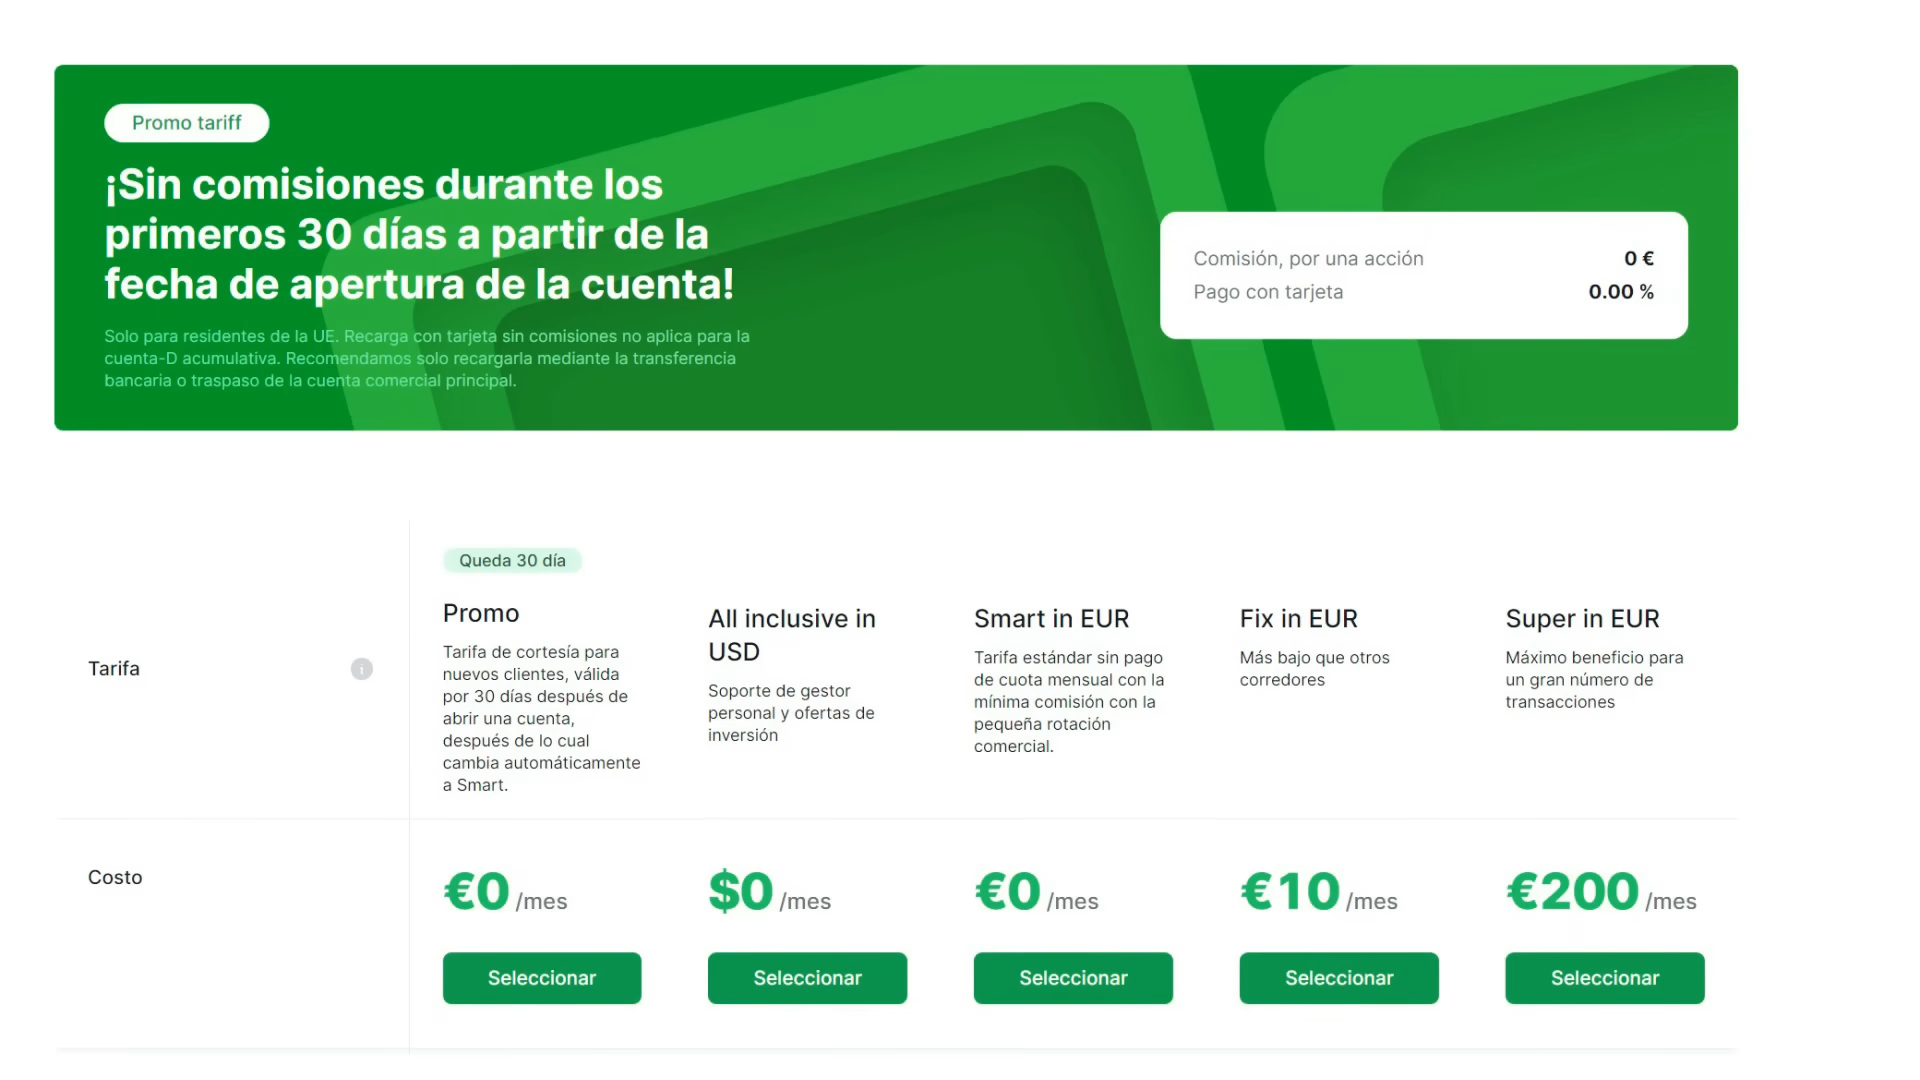 Promo tariff
¡Sin comisiones durante los
primeros 30 días a partir de la
fecha de apertura de la cuenta!
Solo para residentes de la UE. Recarga con tarjeta sin comisiones no aplica para la
cuenta-D acumulativa. Recomendamos solo recargarla mediante la transferencia
bancaria o traspaso de la cuenta comercial principal.
Comisión, por una acción 0 €
Pago con tarjeta 0.00 %
Tarifa
Queda 30 día
Promo
Tarifa de cortesía para
nuevos clientes, válida
por 30 días después de
abrir una cuenta,
después de lo cual
cambia automáticamente
a Smart.
All inclusive in
USD
Soporte de gestor
personal y ofertas de
inversión
Smart in EUR
Tarifa estándar sin pago
de cuota mensual con la
mínima comisión con la
pequeña rotación
comercial.
Fix in EUR
Más bajo que otros
corredores
Super in EUR
Máximo beneficio para
un gran número de
transacciones
Costo
€0 /mes
$0 /mes
€0 /mes
€10 /mes
€200 /mes
Seleccionar
Seleccionar
Seleccionar
Seleccionar
Seleccionar